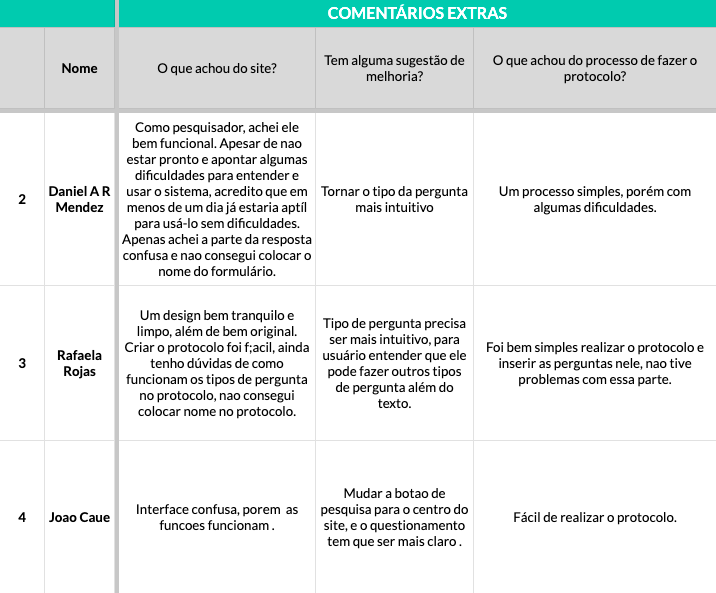 COMENTÁRIOS EXTRAS
Nome
O que achou do site?
Tem alguma sugestão de
melhoria?
O que achou do processo de fazer o
protocolo?
2
Daniel A R
Mendez
Como pesquisador, achei ele
bem funcional. Apesar de nao
estar pronto e apontar algumas
dificuldades para entender e
usar o sistema, acredito que em
menos de um dia já estaria aptíl
para usá-lo sem dificuldades.
Apenas achei a parte da resposta
confusa e nao consegui colocar o
nome do formulário.
Tornar o tipo da pergunta
mais intuitivo
Um processo simples, porém com
algumas dificuldades.
3
Rafaela
Rojas
Um design bem tranquilo e
limpo, além de bem original.
Criar o protocolo foi f;acil, ainda
tenho dúvidas de como
funcionam os tipos de pergunta
no protocolo, nao consegui
colocar nome no protocolo.
Tipo de pergunta precisa
ser mais intuitivo, para
usuário entender que ele
pode fazer outros tipos
de pergunta além do
texto.
Foi bem simples realizar o protocolo e
inserir as perguntas nele, nao tive
problemas com essa parte.
4
Joao Caue
Interface confusa, porem  as
funcoes funcionam .
Mudar a botao de
pesquisa para o centro do
site, e o questionamento
tem que ser mais claro .
Fácil de realizar o protocolo.